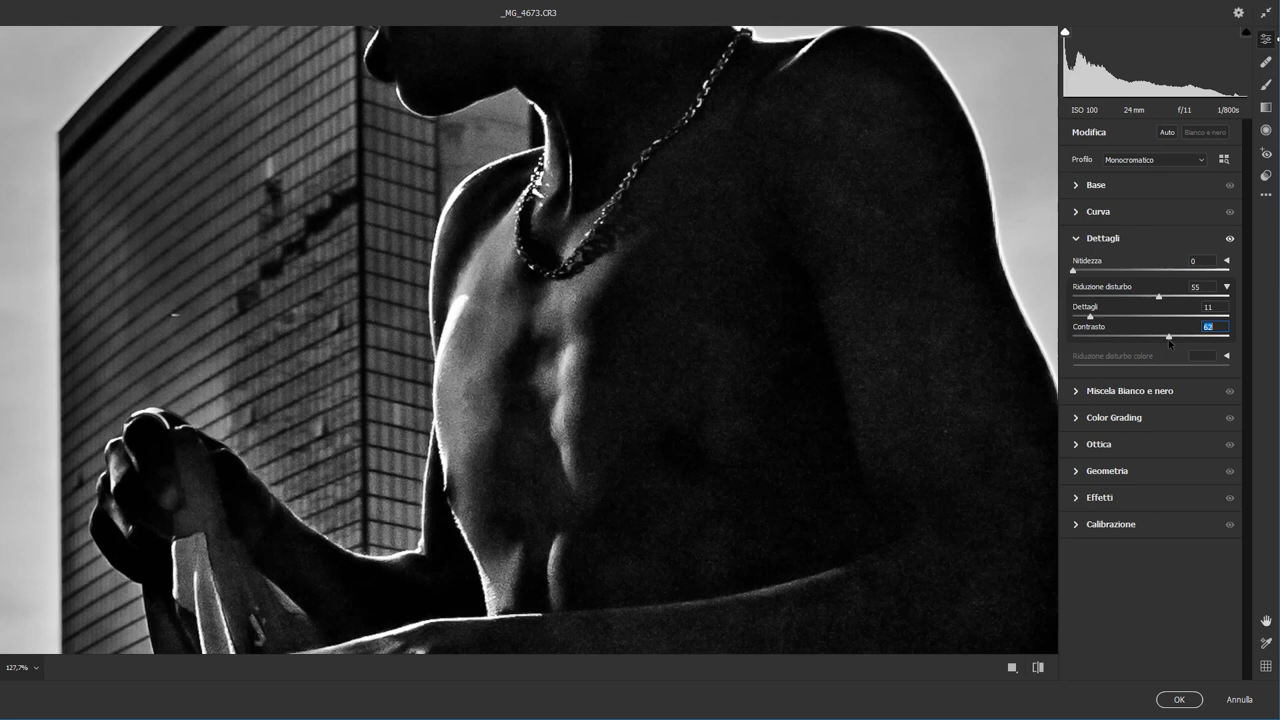 _MG_4673.CR3
ISO 100 24 mm f/11 1/800s
Modifica Auto Bianco e nero
Profilo Monocromatico
Base
Curva
Dettagli
Nitidezza 0
Riduzione disturbo 55
Dettagli 11
Contrasto 62
Riduzione disturbo colore
Miscela Bianco e nero
Color Grading
Ottica
Geometria
Effetti
Calibrazione
127,7%
OK Annulla